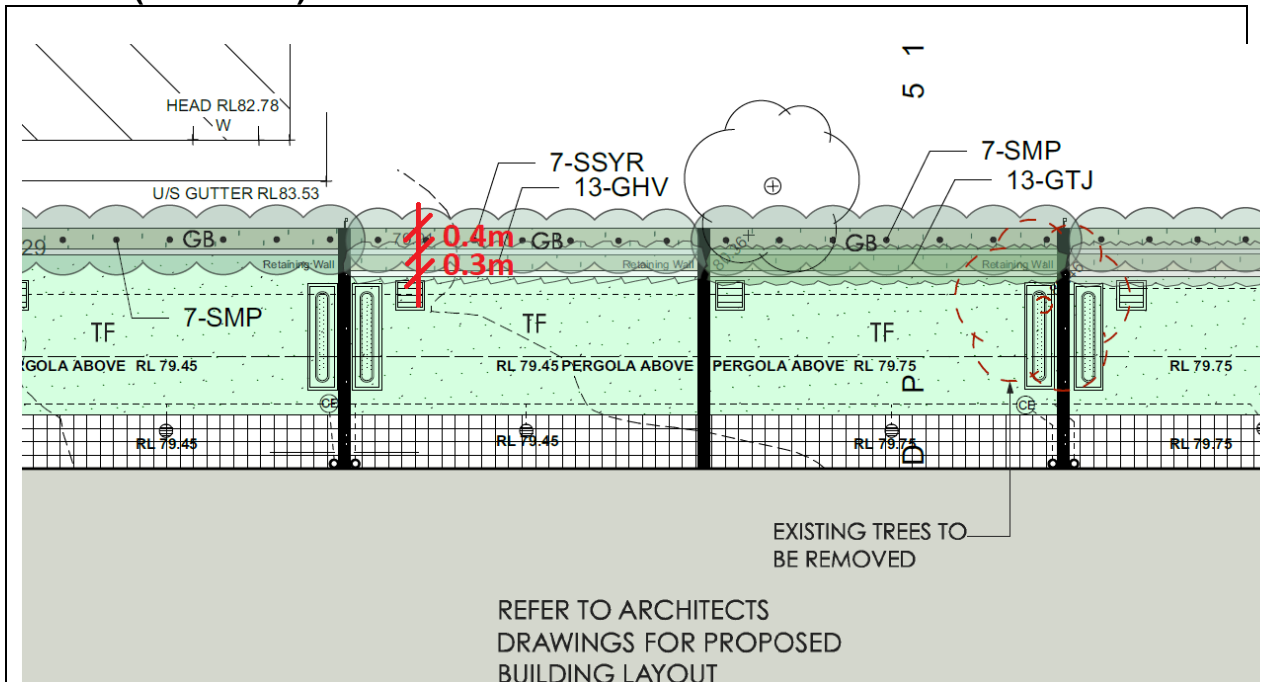 HEAD RL82.78
W
5 1
7-SSYR
13-GHV
7-SMP
13-GTJ
U/S GUTTER RL83.53
0.4m
0.3m
GB
GB
GB
29
Retaining Wall
Retaining Wall
Retaining Wall
7-SMP
TF
TF
TF
RGOLA ABOVE RL 79.45
RL 79.45 PERGOLA ABOVE
PERGOLA ABOVE RL 79.75
RL 79.75
CE
CE
D P
RL 79.45
RL 79.45
RL 79.75
RL 79.75
EXISTING TREES TO
BE REMOVED
REFER TO ARCHITECTS
DRAWINGS FOR PROPOSED
BUILDING LAYOUT